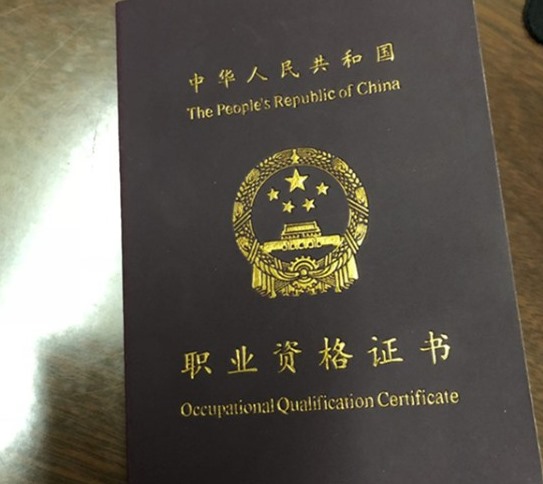 中华人民共和国
The People's Republic of China
职业资格证书
Occupational Qualification Certificate